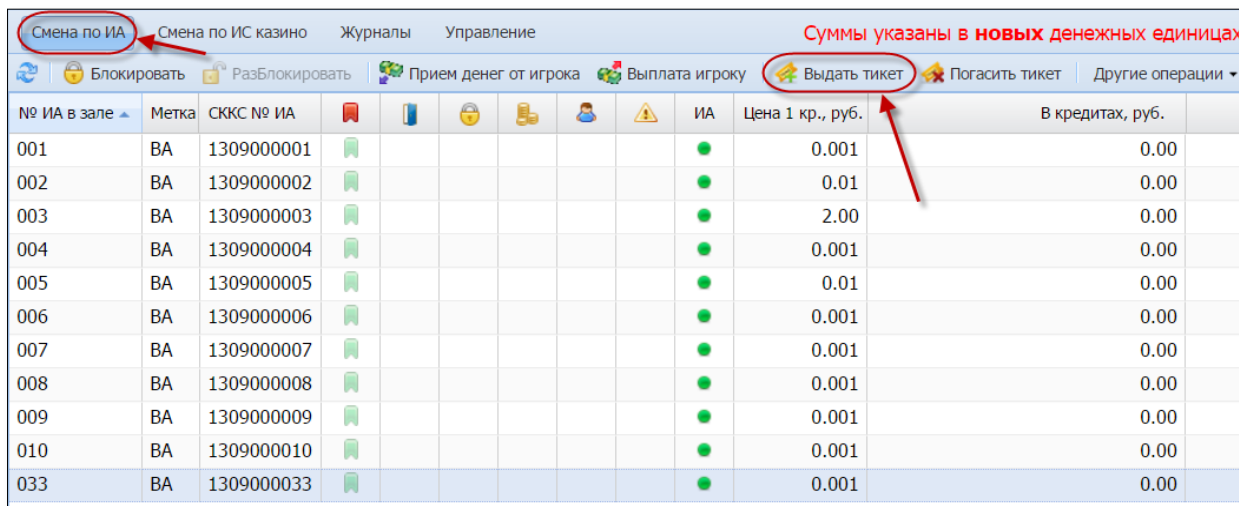 Смена по ИА Смена по ИС казино Журналы Управление Суммы указаны в новых денежных единицах
Блокировать РазБлокировать Прием денег от игрока Выплата игроку Выдать тикет Погасить тикет Другие операции
№ ИА в зале Метка СККС № ИА ИА Цена 1 кр., руб. В кредитах, руб.
001 ВА 1309000001 0.001 0.00
002 ВА 1309000002 0.01 0.00
003 ВА 1309000003 2.00 0.00
004 ВА 1309000004 0.001 0.00
005 ВА 1309000005 0.01 0.00
006 ВА 1309000006 0.001 0.00
007 ВА 1309000007 0.001 0.00
008 ВА 1309000008 0.001 0.00
009 ВА 1309000009 0.001 0.00
010 ВА 1309000010 0.001 0.00
033 ВА 1309000033 0.001 0.00